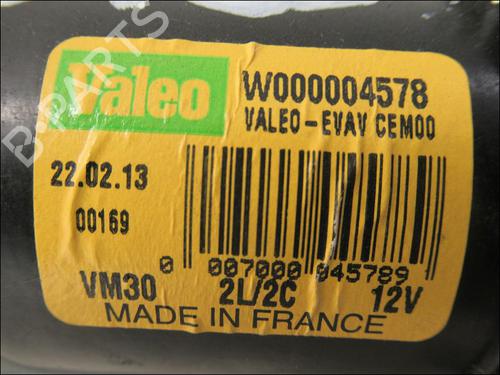 Valeo
W000004578
VALEO-EVAV CEM00
22.02.13
00169
0 007000 045789
VM30 2L/2C 12V
MADE IN FRANCE
B-PARTS